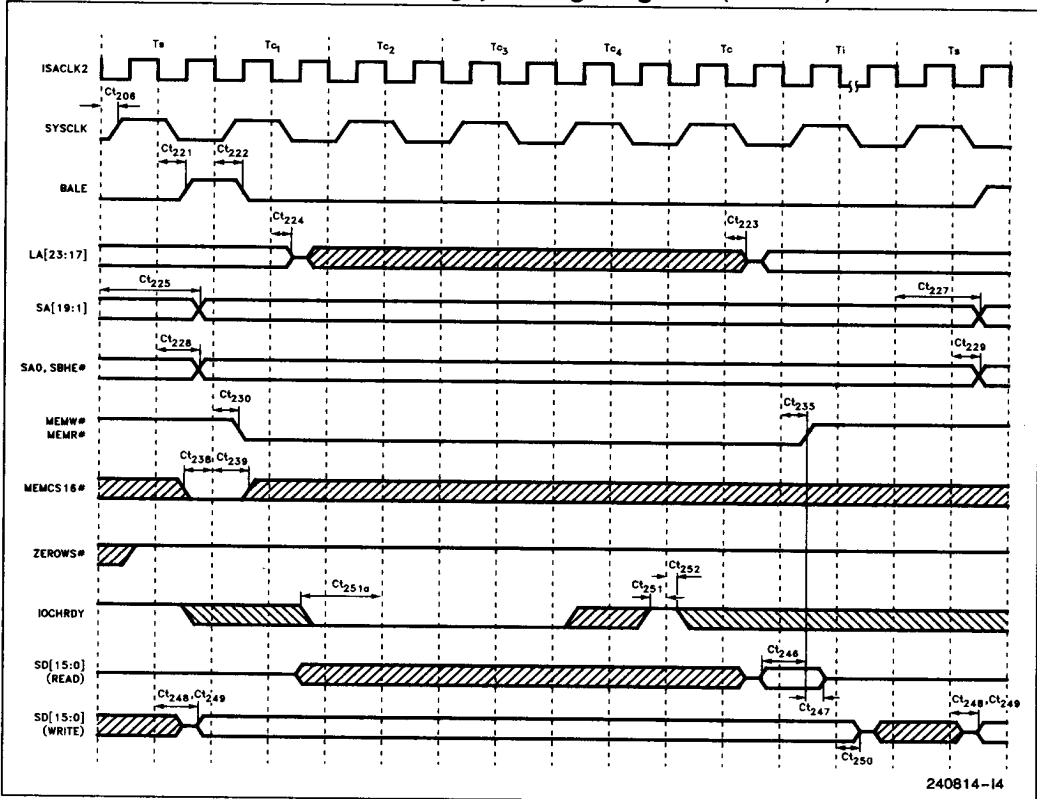 Ts Tc1 Tc2 Tc3 Tc4 Tc Ti Ts
ISACLK2
Ct206
SYSCLK
Ct221 Ct222
BALE
Ct224 Ct223
LA[23:17]
Ct225 Ct227
SA[19:1]
Ct228 Ct229
SA0, SBHE#
Ct230 Ct235
MEMW#
MEMR#
Ct238 Ct239
MEMCS16#
ZEROWS#
Ct251a Ct251 Ct252
IOCHRDY
Ct246
SD[15:0]
(READ)
Ct247
Ct248,Ct249 Ct248,Ct249
SD[15:0]
(WRITE)
Ct250
240814-14